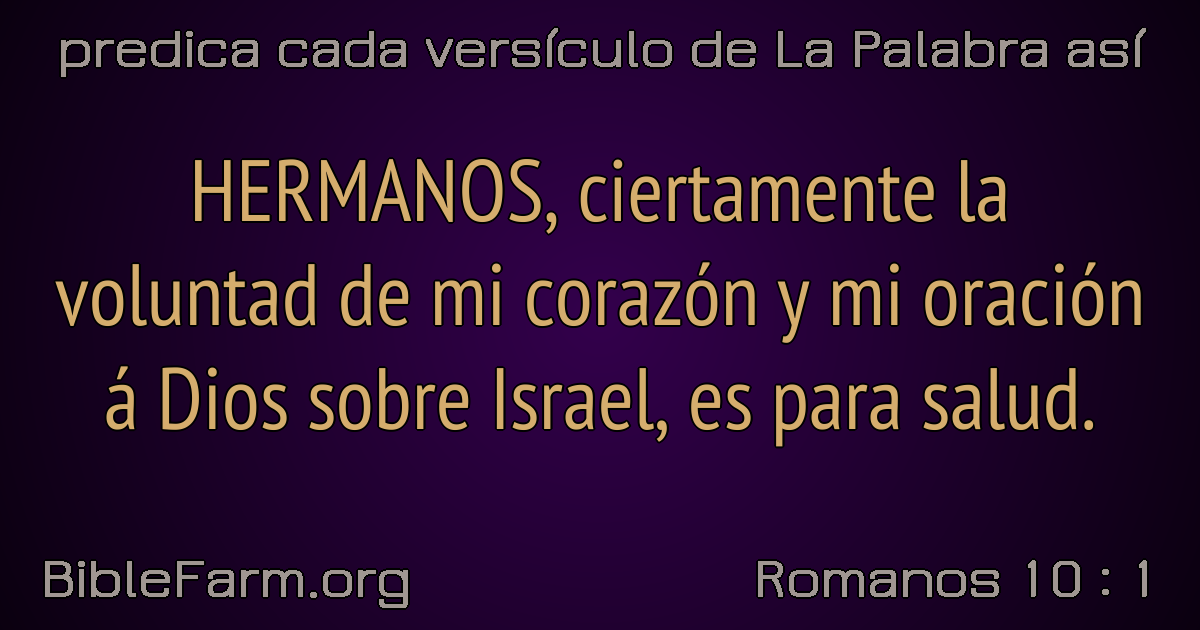 predica cada versículo de La Palabra así
HERMANOS, ciertamente la
voluntad de mi corazón y mi oración
á Dios sobre Israel, es para salud.
BibleFarm.org
Romanos 10 : 1